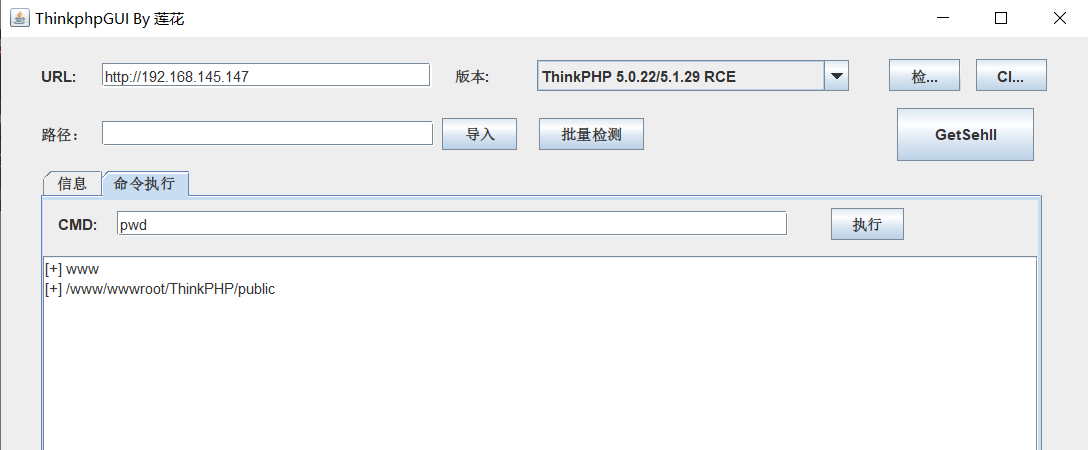 ThinkphpGUI By 莲花
URL: http://192.168.145.147 版本: ThinkPHP 5.0.22/5.1.29 RCE 检... Cl...
路径： 导入 批量检测 GetSehll
信息 命令执行
CMD: pwd 执行
[+] www
[+] /www/wwwroot/ThinkPHP/public